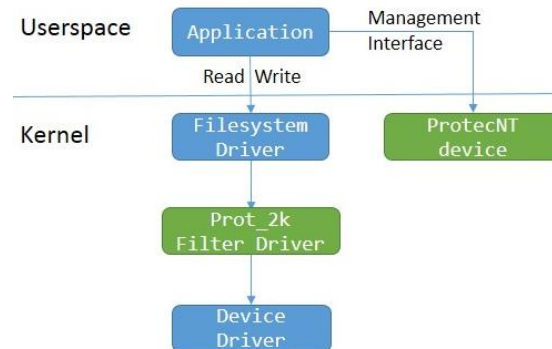 Userspace
Application
Management
Interface
Read Write
Kernel
Filesystem
Driver
ProtecNT
device
Prot_2k
Filter Driver
Device
Driver